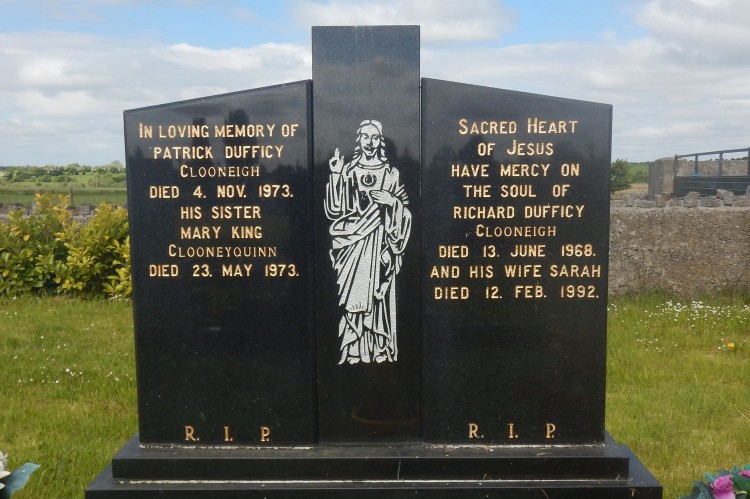 IN LOVING MEMORY OF
PATRICK DUFFICY
CLOONEIGH
DIED 4. NOV. 1973.
HIS SISTER
MARY KING
CLOONEYQUINN
DIED 23. MAY 1973.
R. I. P.
SACRED HEART
OF JESUS
HAVE MERCY ON
THE SOUL OF
RICHARD DUFFICY
CLOONEIGH
DIED 13. JUNE 1968.
AND HIS WIFE SARAH
DIED 12. FEB. 1992.
R. I. P.